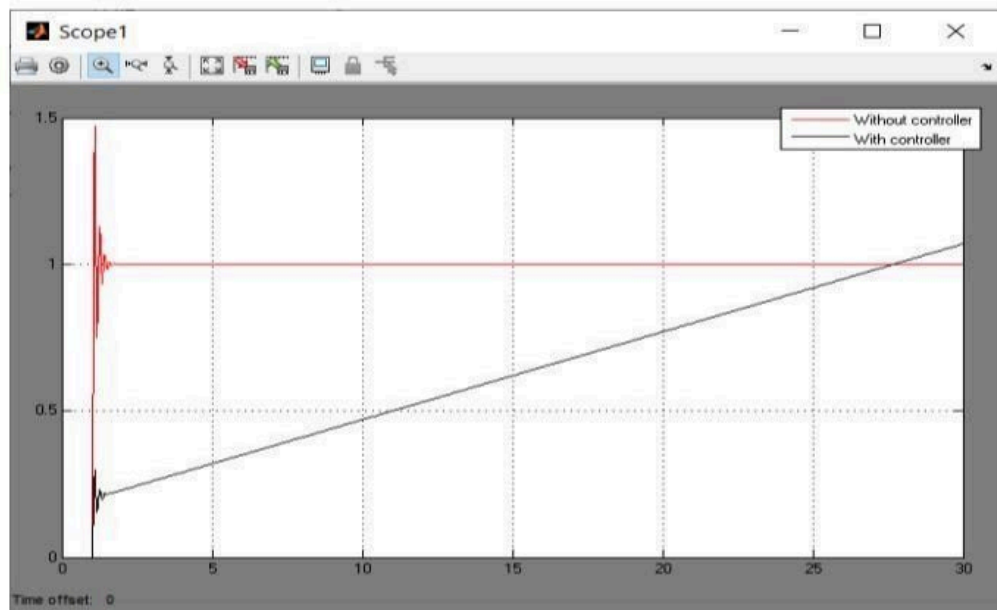 Scope1
Without controller
With controller
1.5
1
0.5
0
0 5 10 15 20 25 30
Time offset: 0